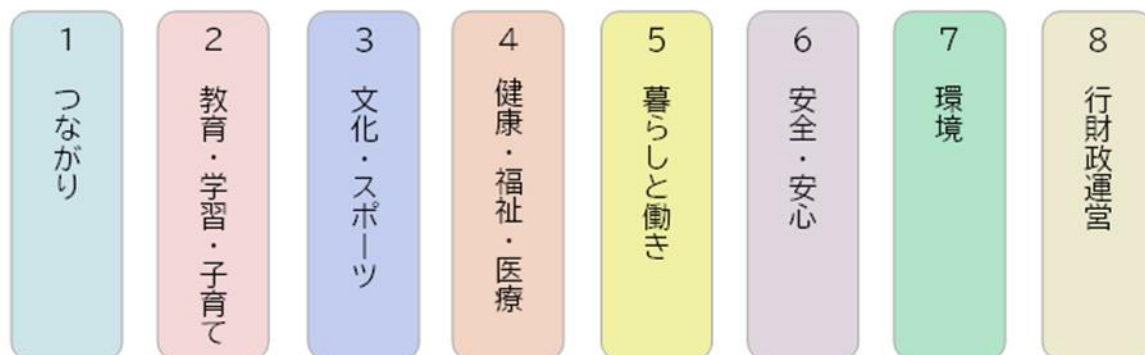 1 つながり
2 教育・学習・子育て
3 文化・スポーツ
4 健康・福祉・医療
5 暮らしと働き
6 安全・安心
7 環境
8 行財政運営